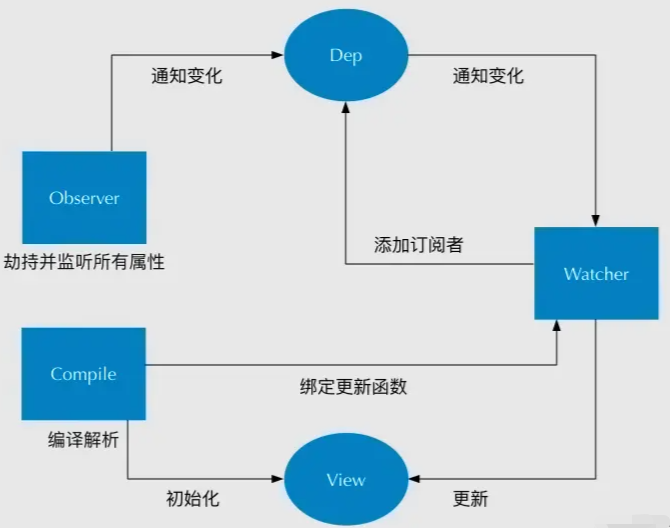 Dep
通知变化
通知变化
Observer
劫持并监听所有属性
添加订阅者
Watcher
Compile
绑定更新函数
编译解析
View
初始化
更新